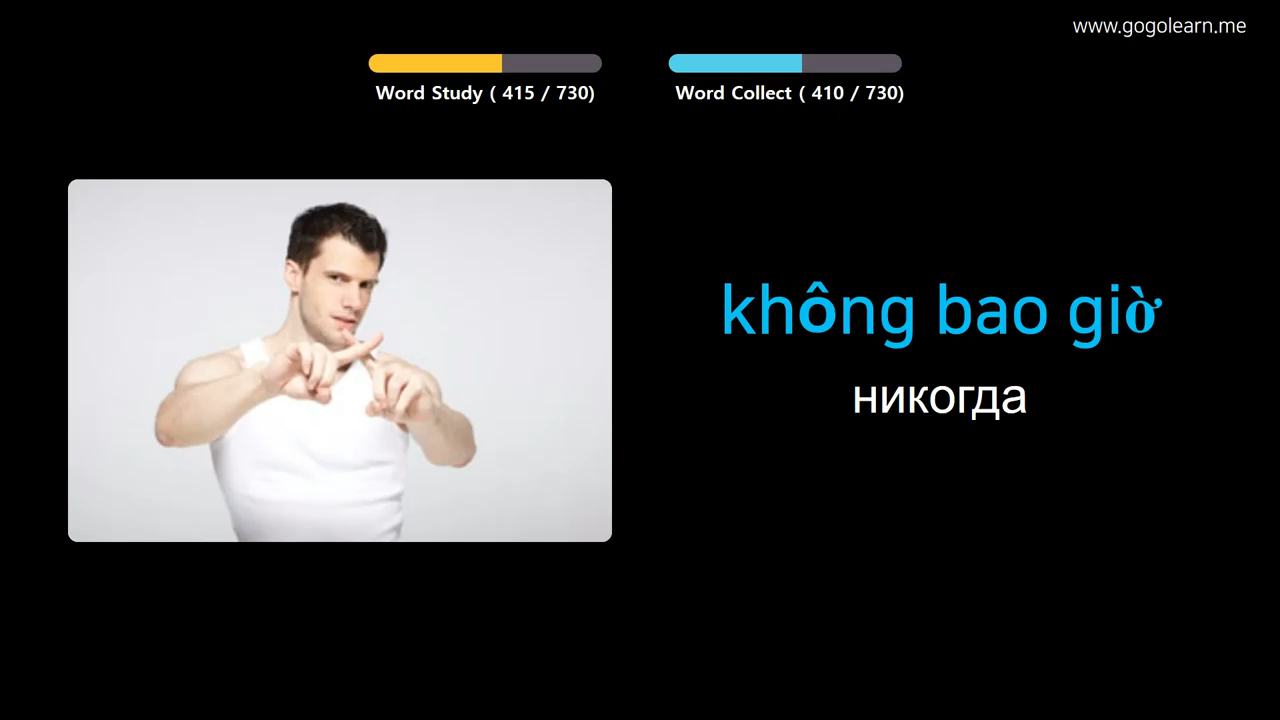 www.gogolearn.me
Word Study ( 415 / 730)
Word Collect ( 410 / 730)
không bao giờ
никогда